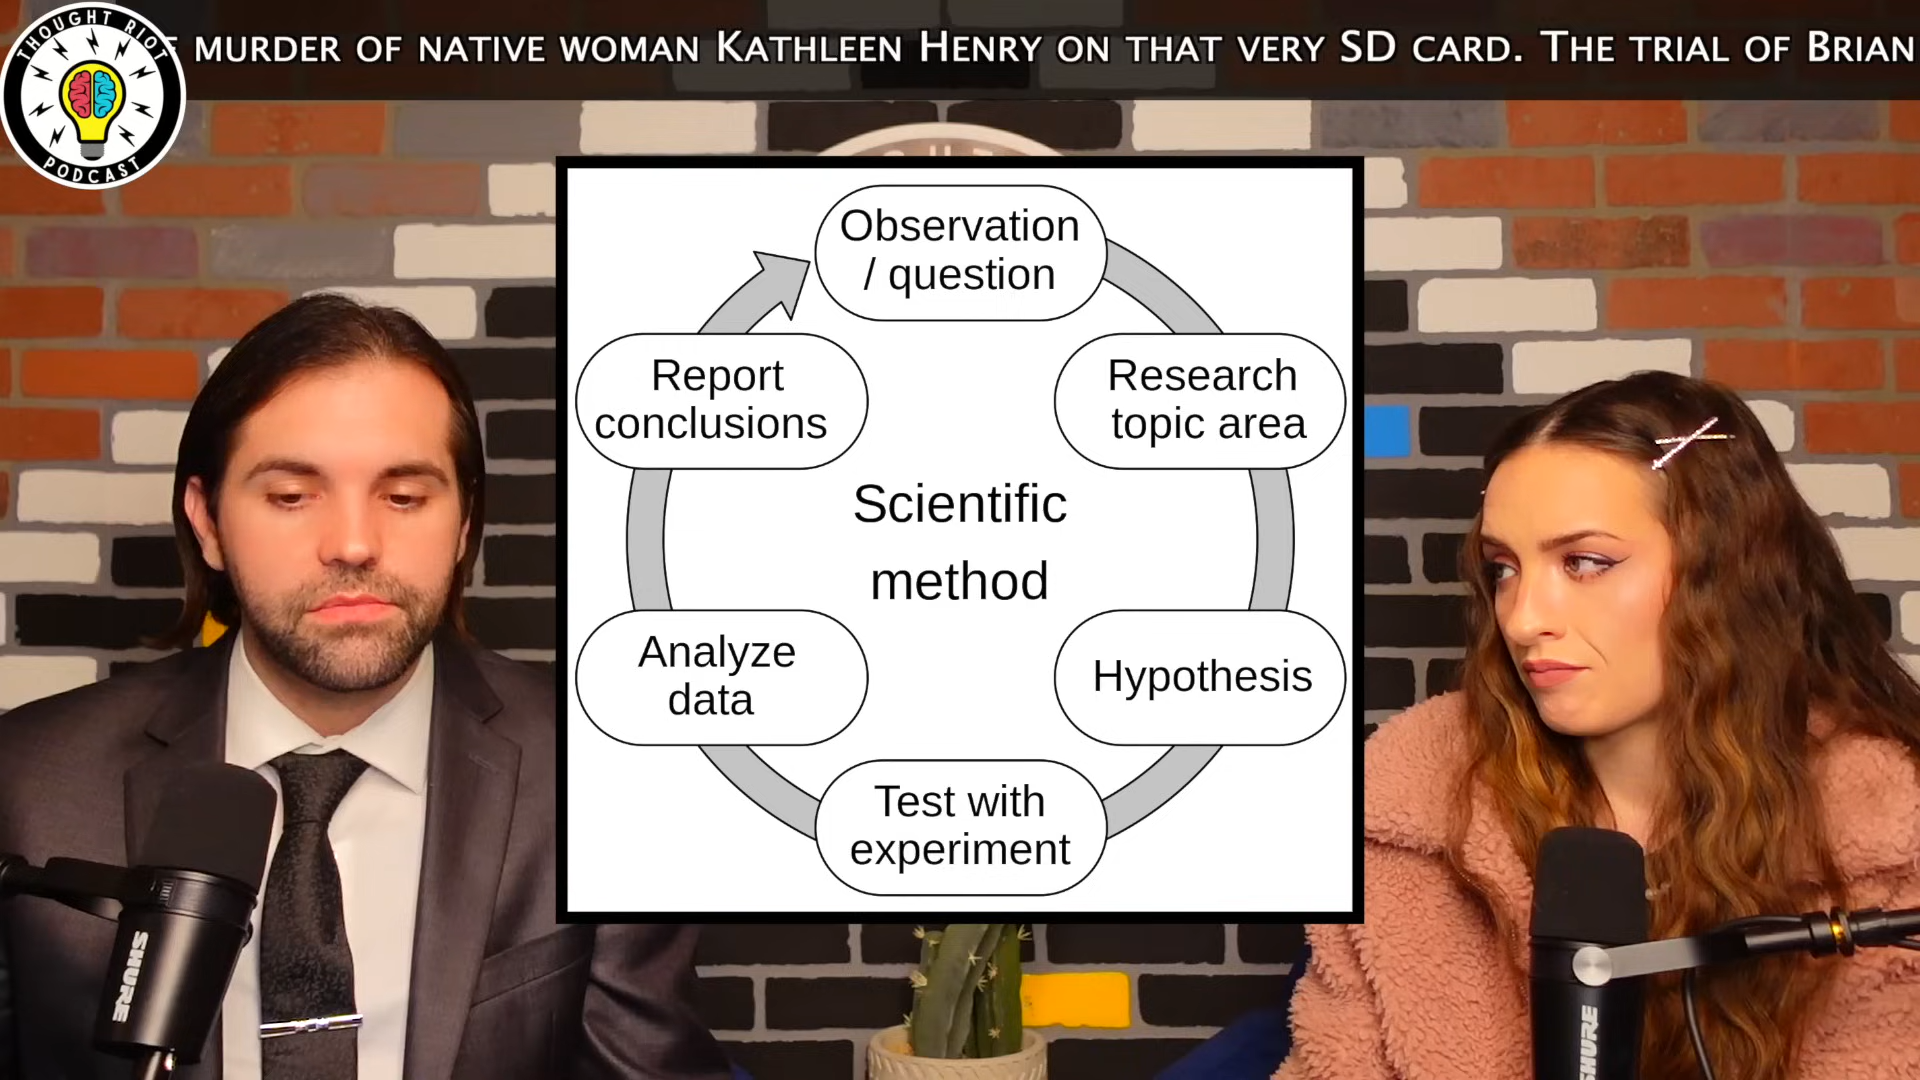 THOUGHT RIOT
PODCAST
MURDER OF NATIVE WOMAN KATHLEEN HENRY ON THAT VERY SD CARD. THE TRIAL OF BRIAN
Observation
/ question
Research
topic area
Hypothesis
Test with
experiment
Analyze
data
Report
conclusions
Scientific
method
SHURE
SHURE